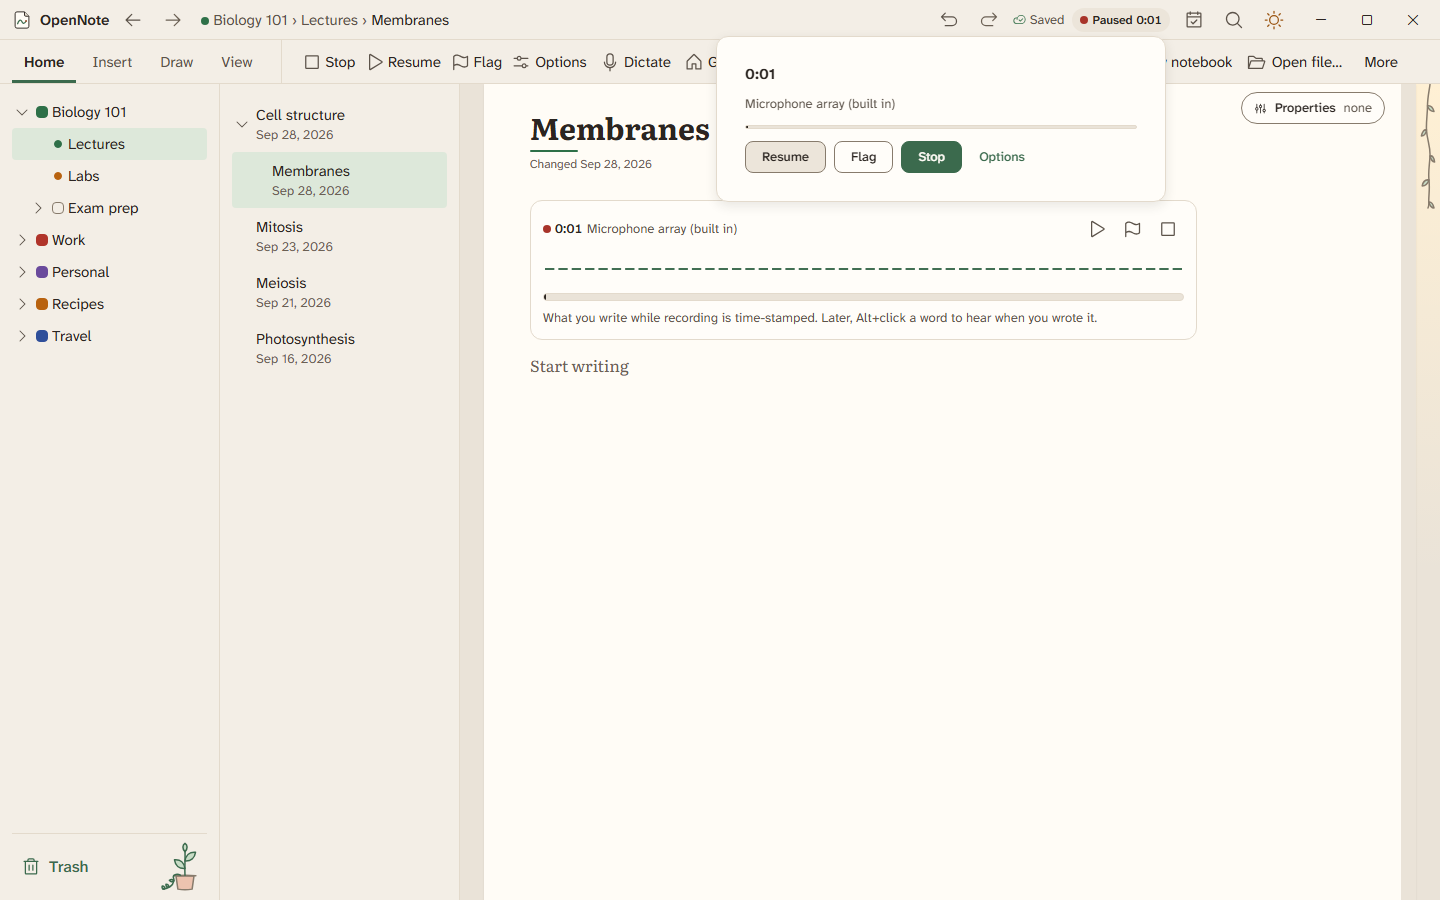 OpenNote
Biology 101 › Lectures › Membranes
Saved
Paused 0:01
Home
Insert
Draw
View
Stop
Resume
Flag
Options
Dictate
notebook
Open file...
More
0:01
Microphone array (built in)
Resume
Flag
Stop
Options
Biology 101
Lectures
Labs
Exam prep
Work
Personal
Recipes
Travel
Trash
Cell structure
Sep 28, 2026
Membranes
Sep 28, 2026
Mitosis
Sep 23, 2026
Meiosis
Sep 21, 2026
Photosynthesis
Sep 16, 2026
Properties none
Membranes
Changed Sep 28, 2026
0:01 Microphone array (built in)
What you write while recording is time-stamped. Later, Alt+click a word to hear when you wrote it.
Start writing